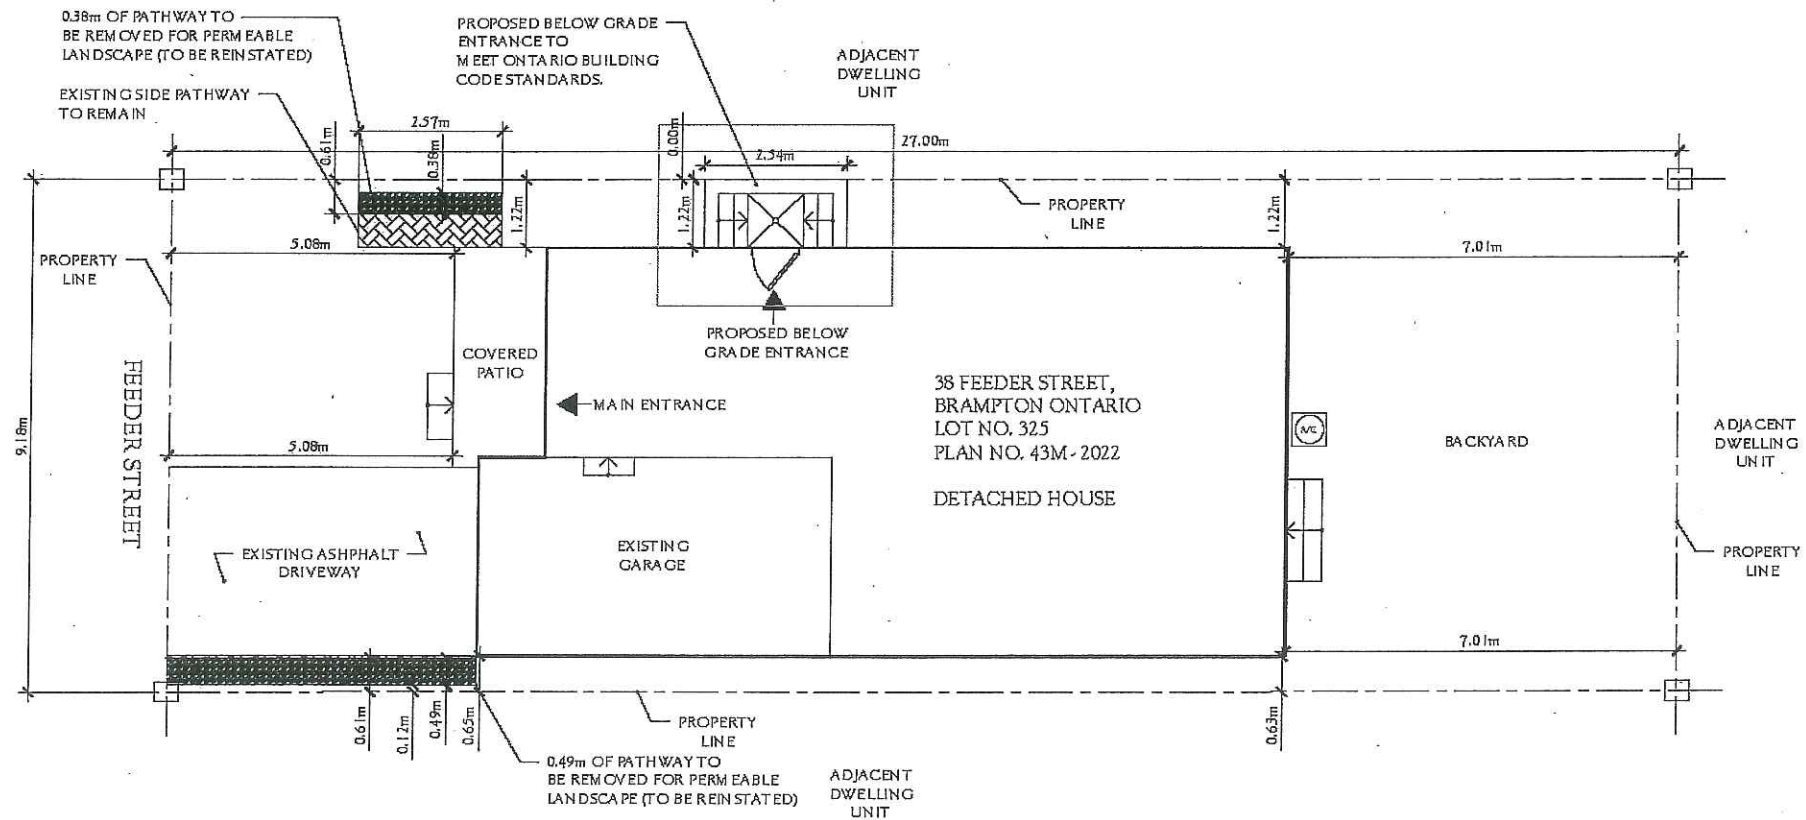 0.38m OF PATHWAY TO
BE REMOVED FOR PERMEABLE
LANDSCAPE (TO BE REINSTATED)
PROPOSED BELOW GRADE
ENTRANCE TO
MEET ONTARIO BUILDING
CODE STANDARDS.
ADJACENT
DWELLING
UNIT
EXISTING SIDE PATHWAY
TO REMAIN
2.57m
0.61m
0.38m
0.00m
2.54m
27.00m
1.22m
1.22m
1.22m
PROPERTY
LINE
5.08m
7.01m
PROPERTY
LINE
PROPOSED BELOW
GRADE ENTRANCE
COVERED
PATIO
MAIN ENTRANCE
FEEDER STREET
9.18m
5.08m
38 FEEDER STREET,
BRAMPTON ONTARIO
LOT NO. 325
PLAN NO. 43M-2022
DETACHED HOUSE
A/C
BACKYARD
ADJACENT
DWELLING
UNIT
EXISTING ASHPHALT
DRIVEWAY
EXISTING
GARAGE
PROPERTY
LINE
7.01m
0.61m
0.12m
0.49m
0.65m
PROPERTY
LINE
0.63m
0.49m OF PATHWAY TO
BE REMOVED FOR PERMEABLE
LANDSCAPE (TO BE REINSTATED)
ADJACENT
DWELLING
UNIT